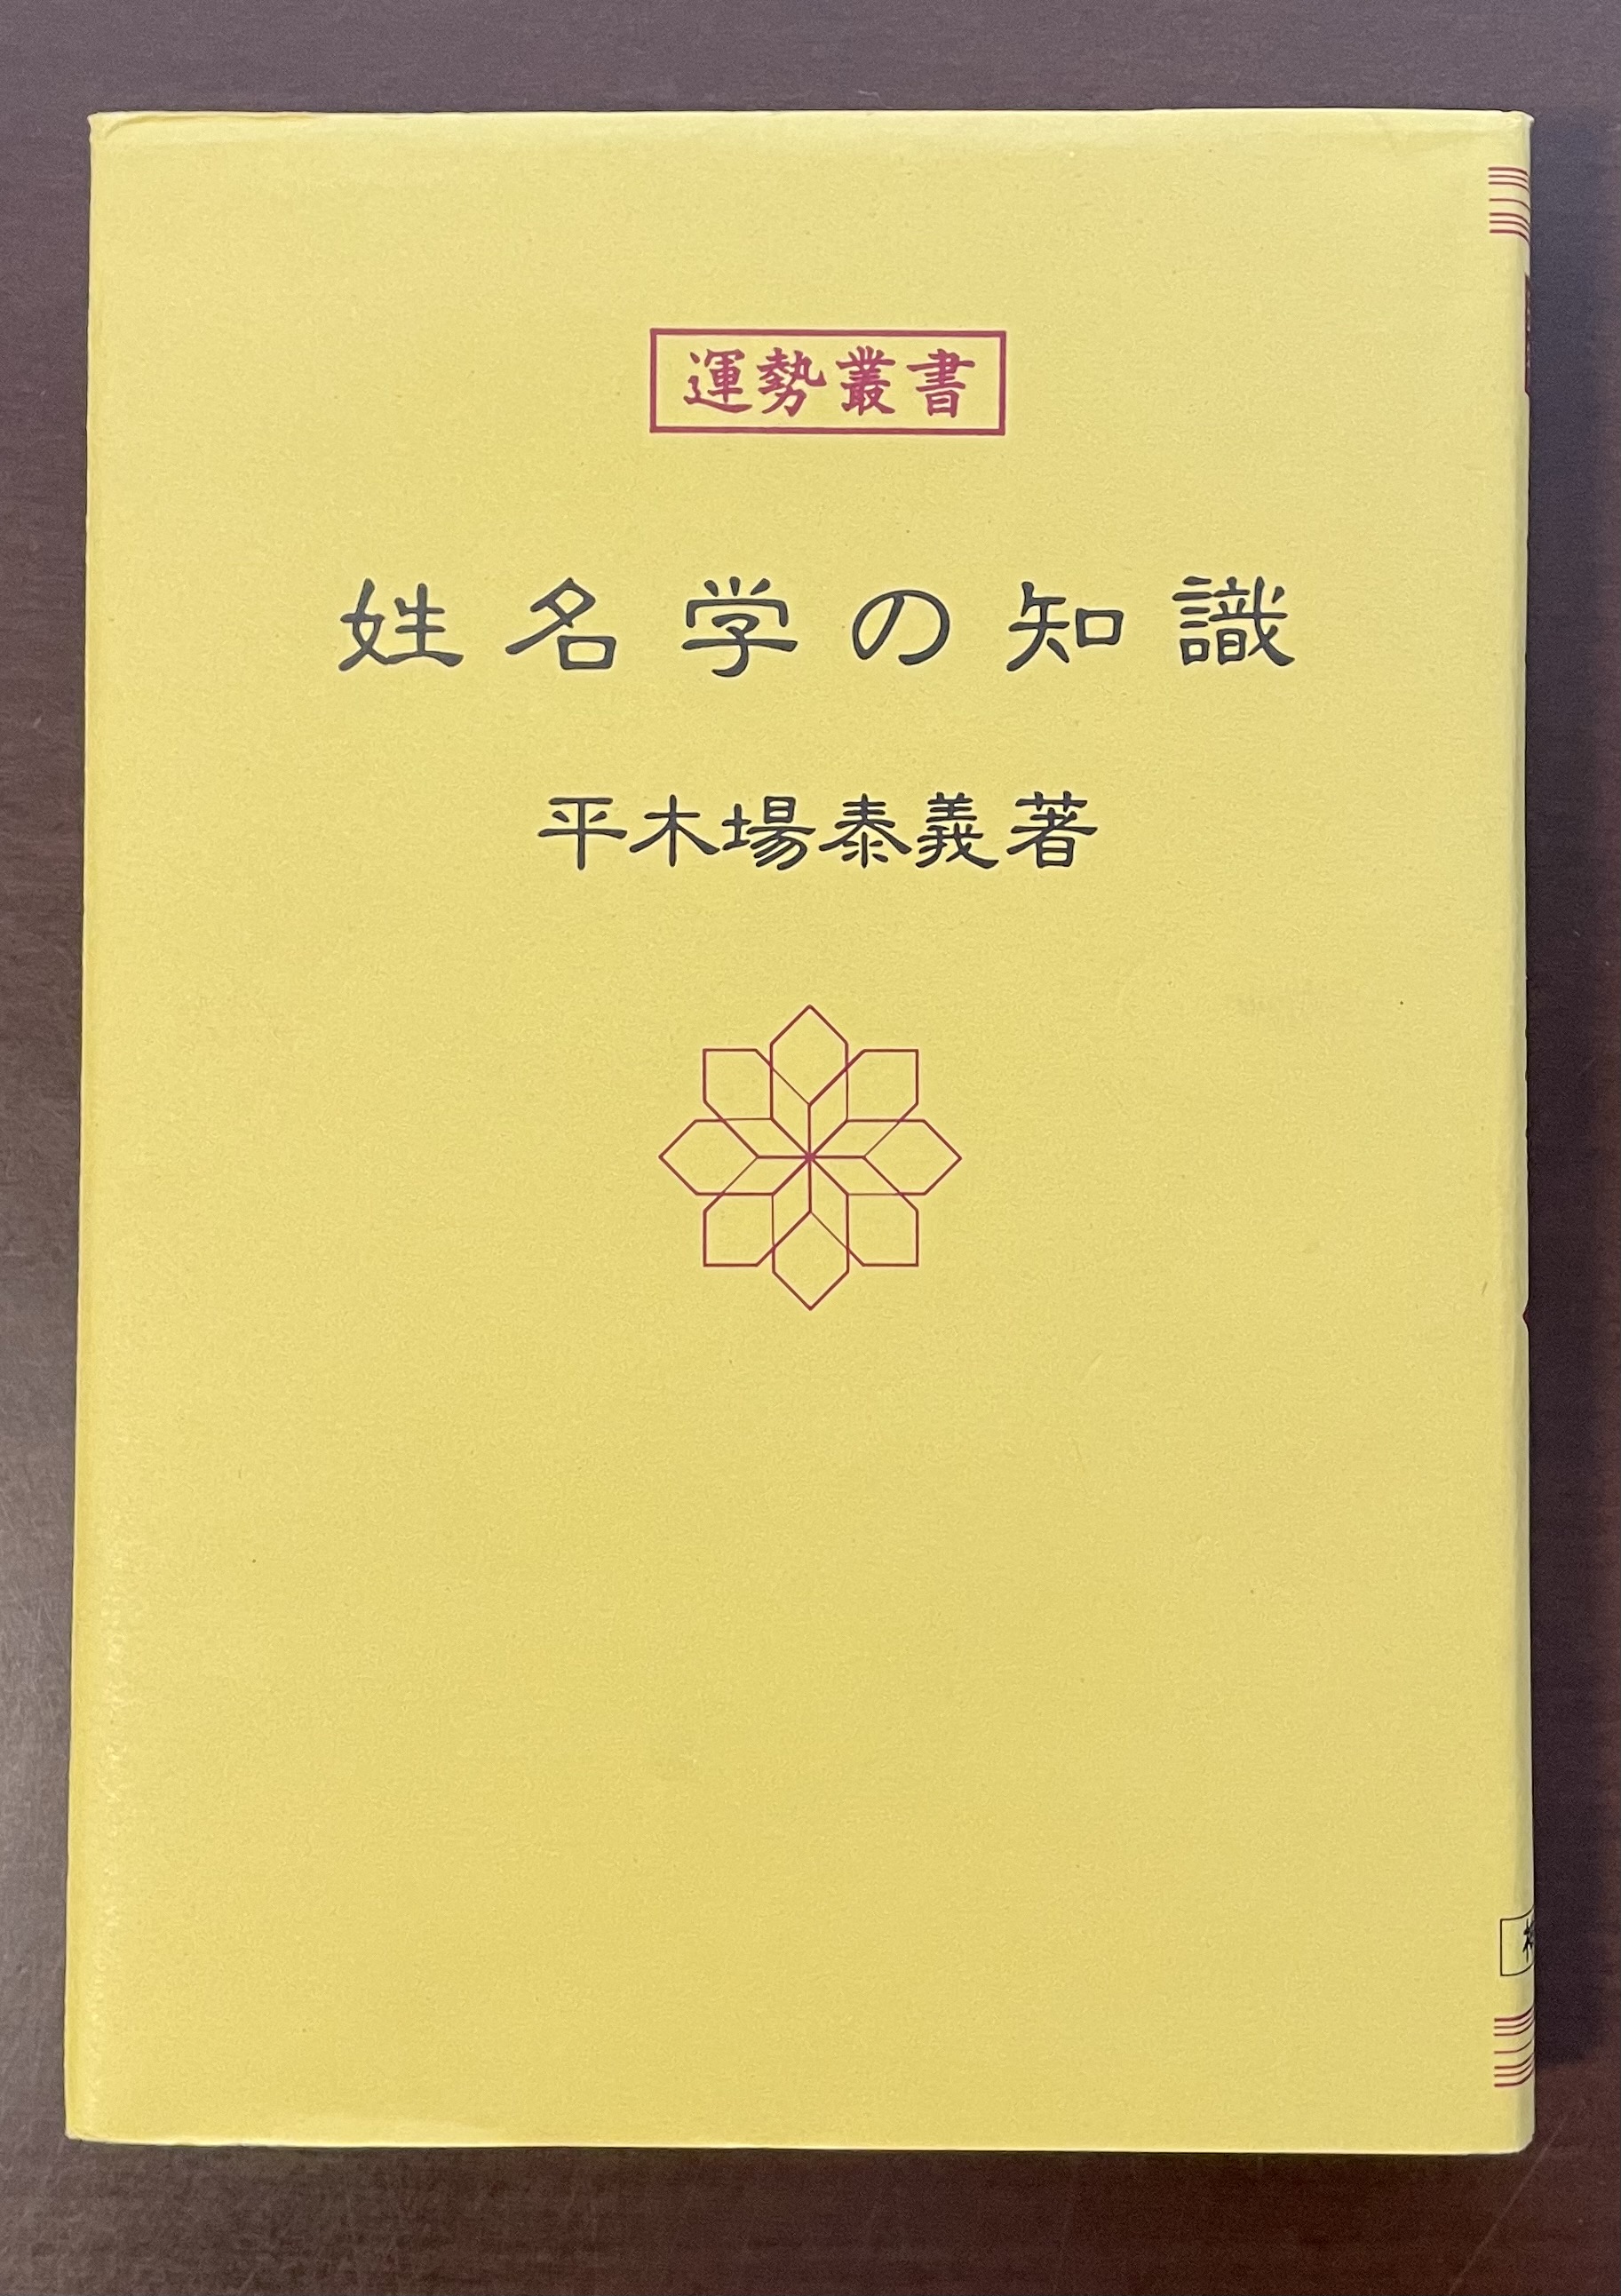 運勢叢書
姓名学の知識
平木場泰義著